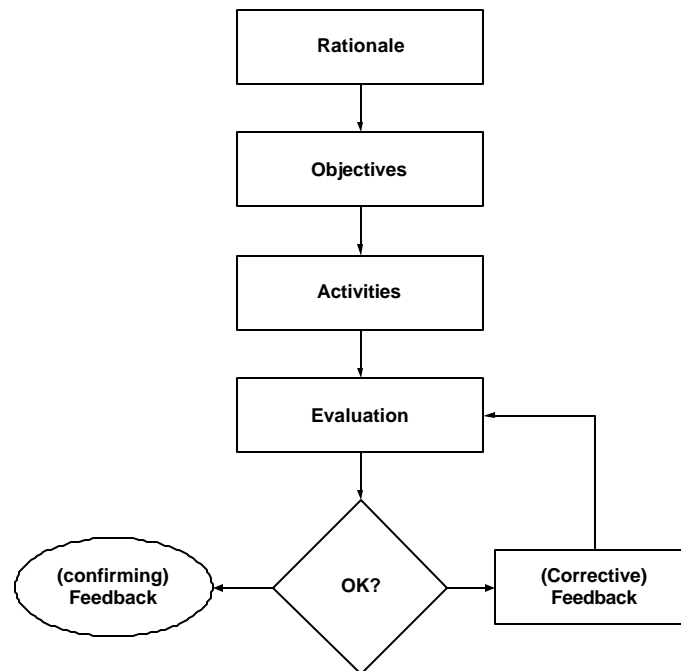 Rationale
Objectives
Activities
Evaluation
(confirming)
Feedback
OK?
(Corrective)
Feedback